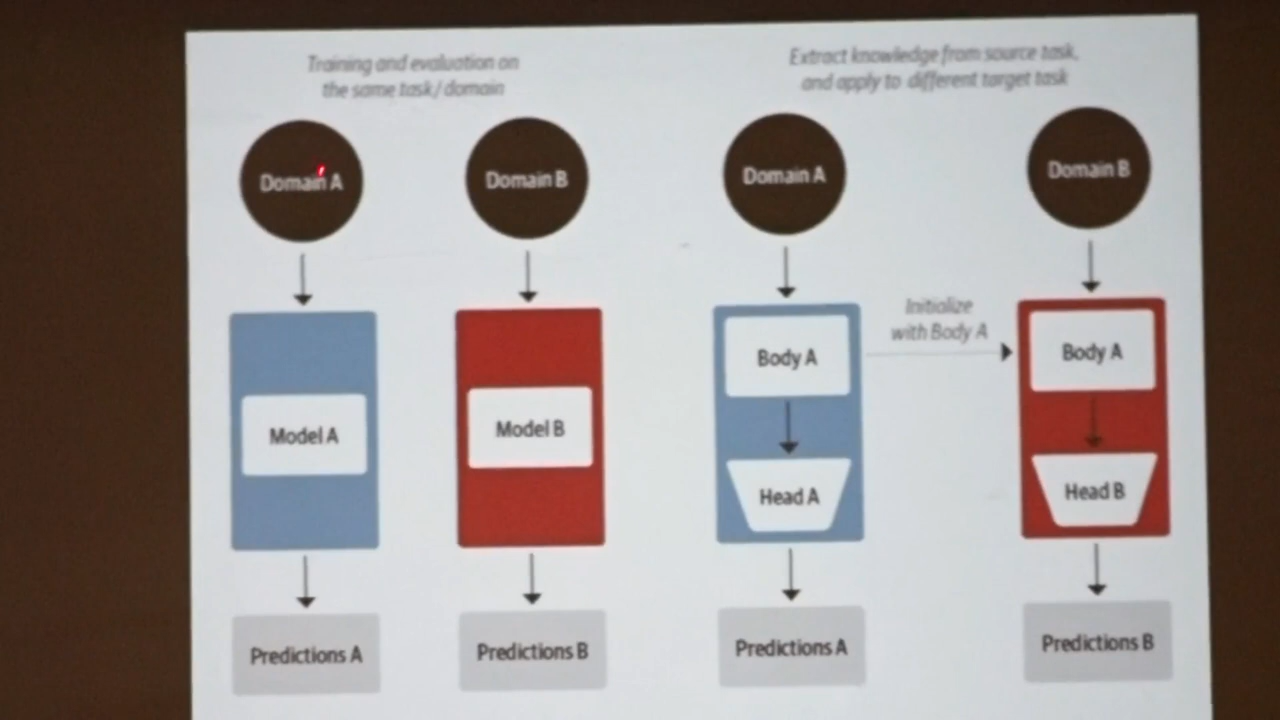 Training and evaluation on
the same task/domain
Extract knowledge from source task,
and apply to different target task
Domain A
Domain B
Domain A
Domain B
Initialize
with Body A
Body A
Body A
Model A
Model B
Head A
Head B
Predictions A
Predictions B
Predictions A
Predictions B